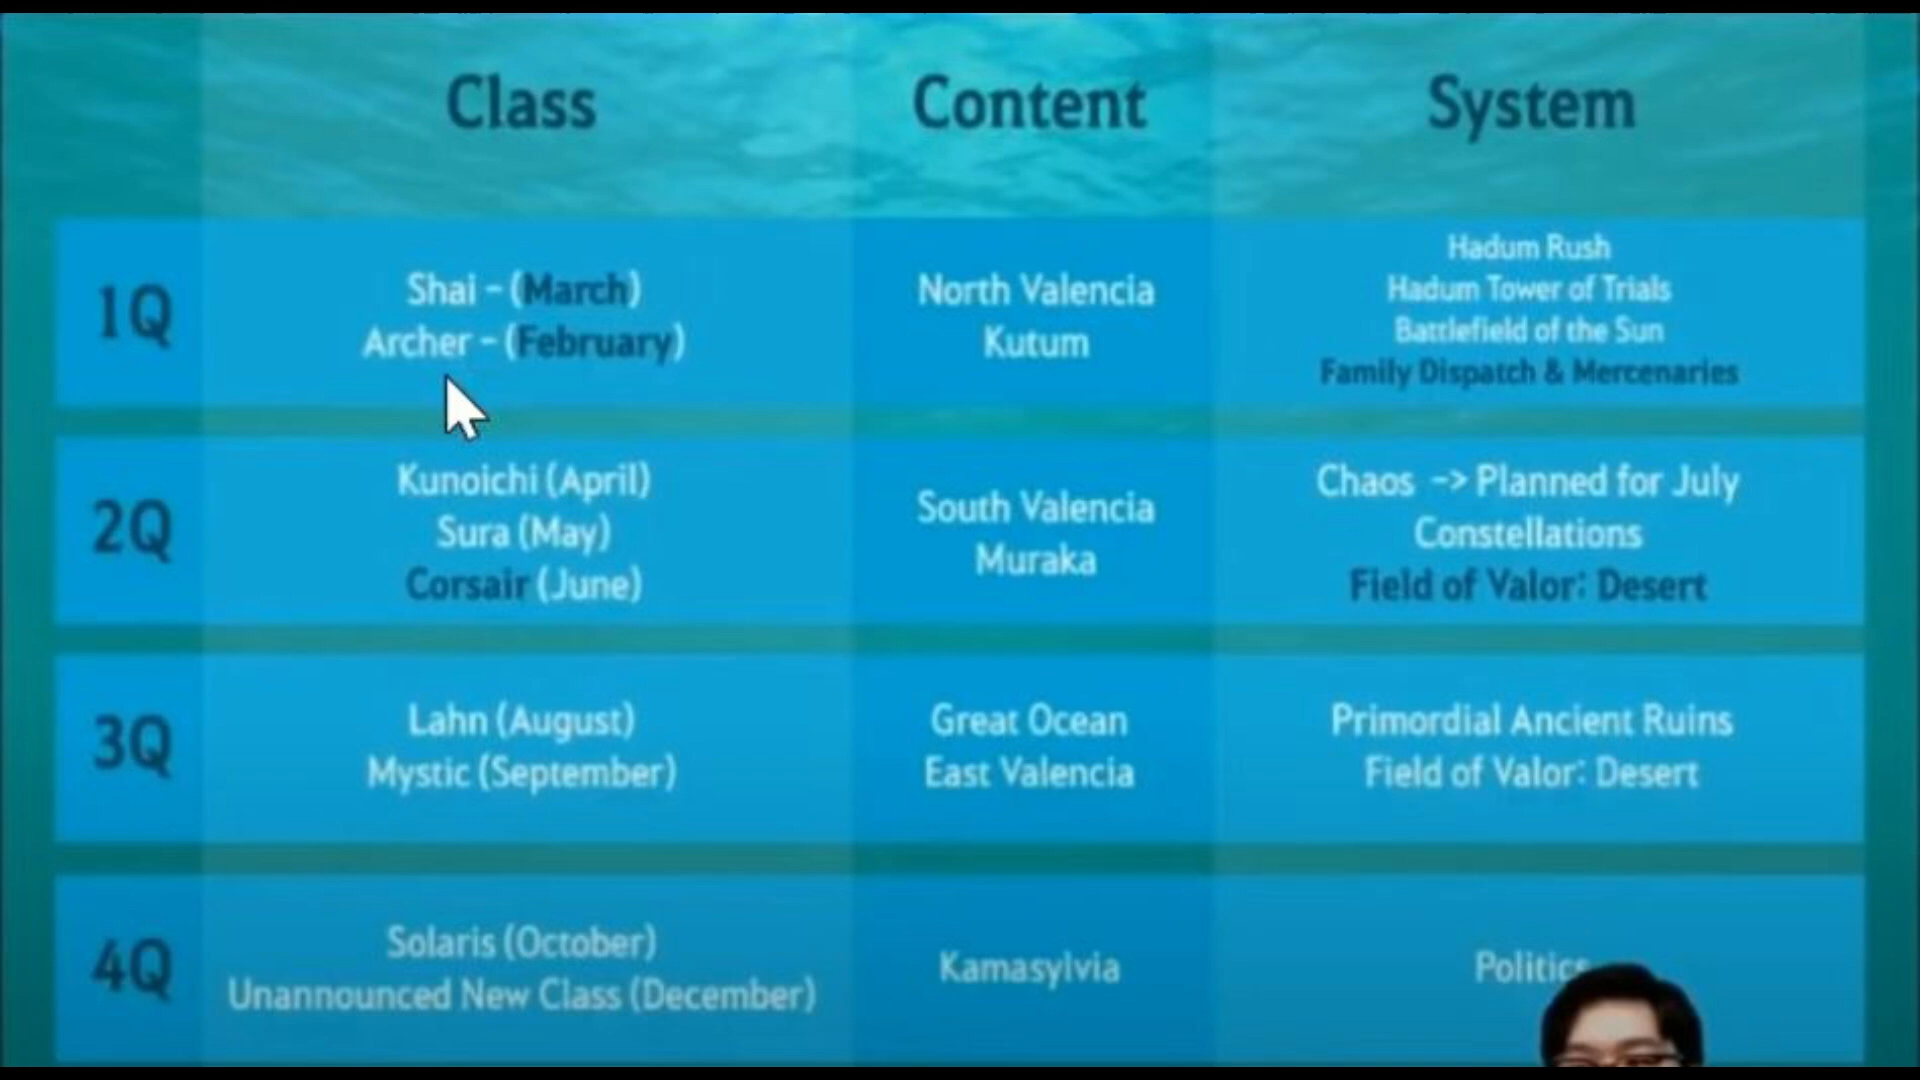 Class Content System
1Q
Shai - (March)
Archer - (February)
North Valencia
Kutum
Hadum Rush
Hadum Tower of Trials
Battlefield of the Sun
Family Dispatch & Mercenaries
2Q
Kunoichi (April)
Sura (May)
Corsair (June)
South Valencia
Muraka
Chaos -> Planned for July
Constellations
Field of Valor: Desert
3Q
Lahn (August)
Mystic (September)
Great Ocean
East Valencia
Primordial Ancient Ruins
Field of Valor: Desert
4Q
Solaris (October)
Unannounced New Class (December)
Kamasylvia
Politics